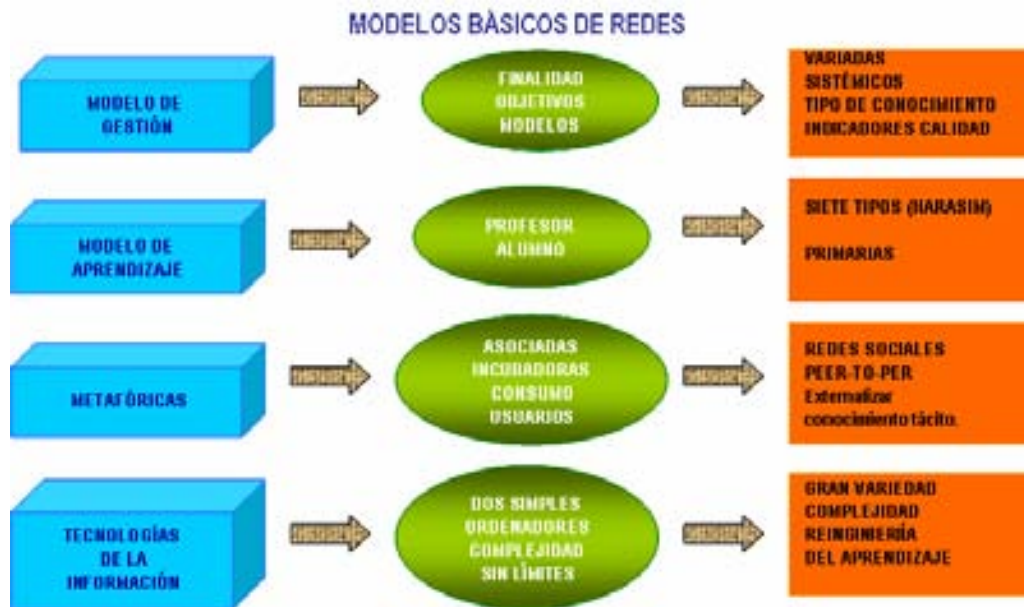 MODELOS BÀSICOS DE REDES
MODELO DE
GESTIÓN
FINALIDAD
OBJETIVOS
MODELOS
VARIADAS
SISTÉMICOS
TIPO DE CONOCIMIENTO
INDICADORES CALIDAD
MODELO DE
APRENDIZAJE
PROFESOR
ALUMNO
SIETE TIPOS (HARASIM)
PRIMARIAS
METAFÓRICAS
ASOCIADAS
INCUBADORAS
CONSUMO
USUARIOS
REDES SOCIALES
PEER-TO-PER
Externalizar
conocimiento tácito.
TECNOLOGÍAS
DE LA
INFORMACIÓN
DOS SIMPLES
ORDENADORES
COMPLEJIDAD
SIN LÍMITES
GRAN VARIEDAD
COMPLEJIDAD
REINGINIERÍA
DEL APRENDIZAJE